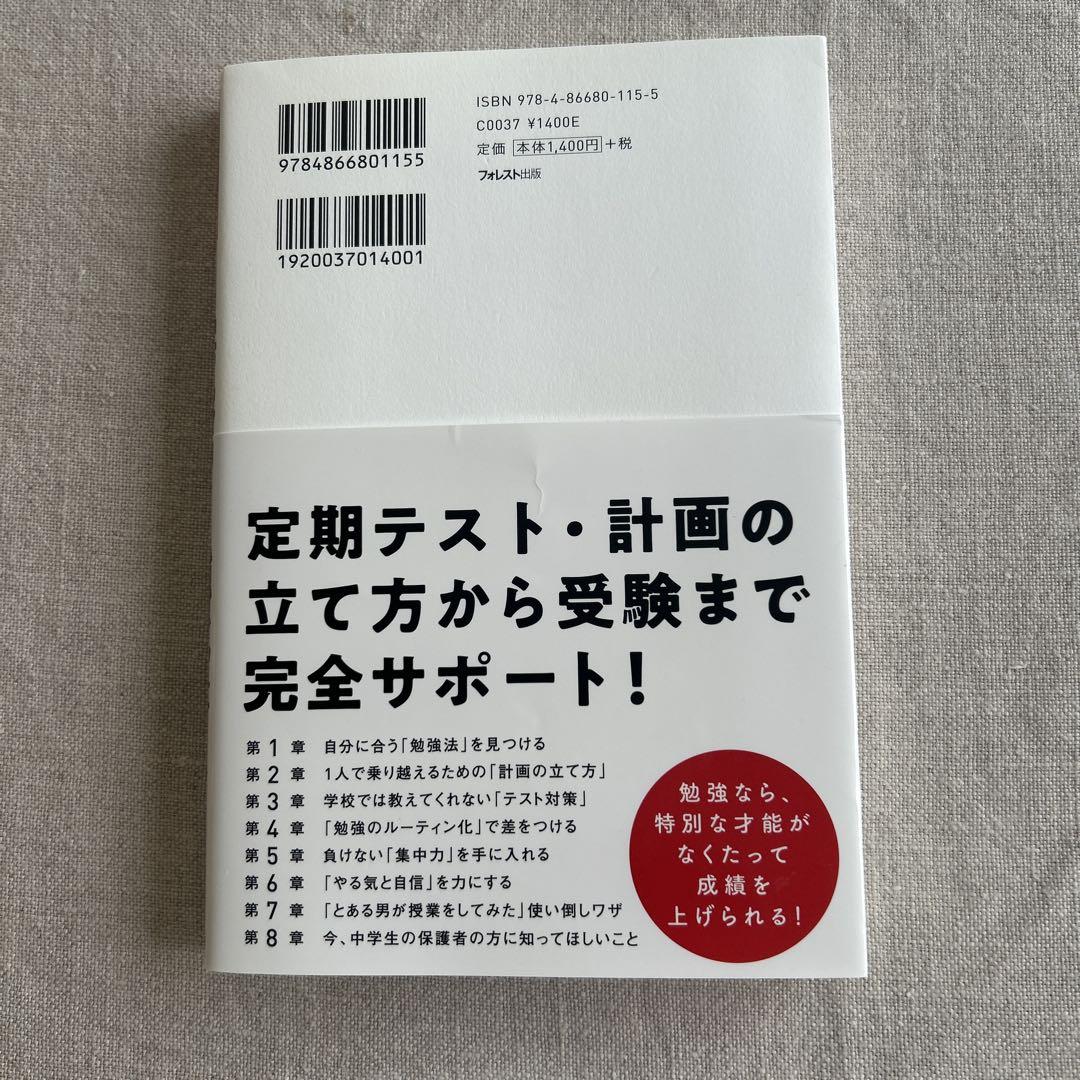 ISBN 978-4-86680-115-5
C0037 ¥1400E
定価 本体1,400円+税
フォレスト出版
9784866801155
1920037014001
定期テスト・計画の
立て方から受験まで
完全サポート!
第1章 自分に合う「勉強法」を見つける
第2章 1人で乗り越えるための「計画の立て方」
第3章 学校では教えてくれない「テスト対策」
第4章 「勉強のルーティン化」で差をつける
第5章 負けない「集中力」を手に入れる
第6章 「やる気と自信」を力にする
第7章 「とある男が授業をしてみた」使い倒しワザ
第8章 今、中学生の保護者の方に知ってほしいこと
勉強なら、
特別な才能が
なくたって
成績を
上げられる!